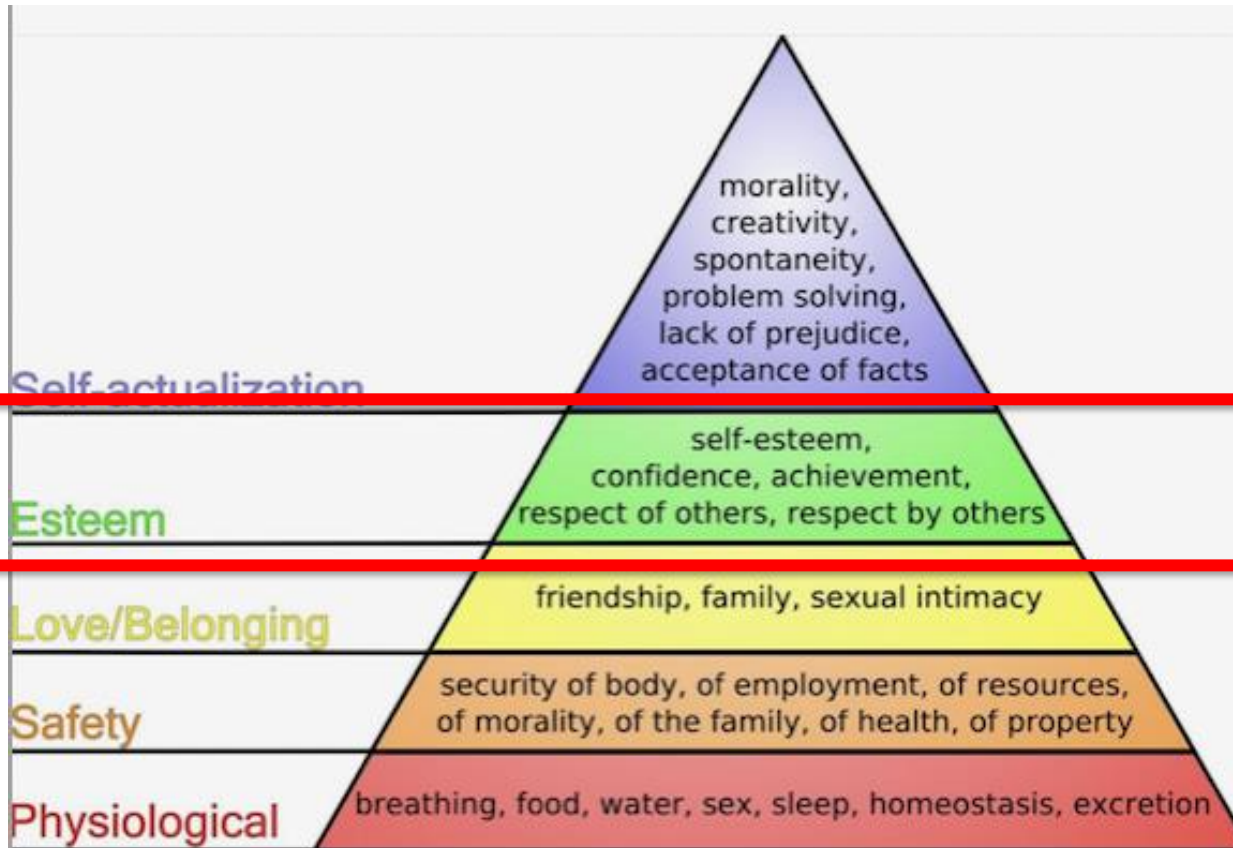 morality,
creativity,
spontaneity,
problem solving,
lack of prejudice,
acceptance of facts
Self-actualization
self-esteem,
confidence, achievement,
respect of others, respect by others
Esteem
friendship, family, sexual intimacy
Love/Belonging
security of body, of employment, of resources,
of morality, of the family, of health, of property
Safety
breathing, food, water, sex, sleep, homeostasis, excretion
Physiological